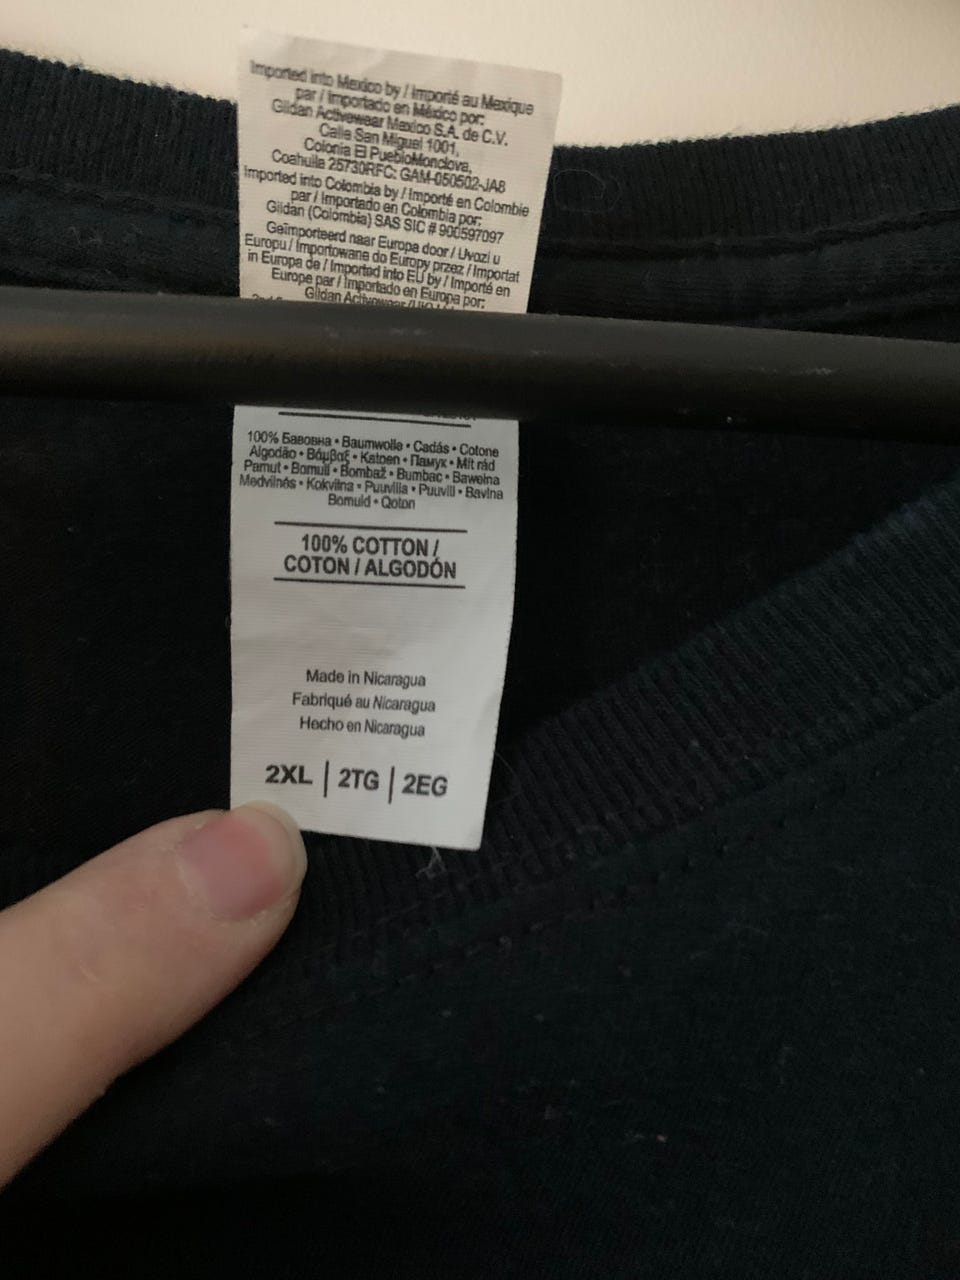 Imported into Mexico by / Importé au Mexique
par / Importado en México por:
Gildan Activewear Mexico S.A. de C.V.
Calle San Miguel 1001,
Colonia El PuebloMonclova,
Coahuila 25730RFC: GAM-050502-JA8
Imported into Colombia by / Importé en Colombie
par / Importado en Colombia por:
Gildan (Colombia) SAS SIC # 900597097
Geïmporteerd naar Europa door / Uvozi u
Europu / Importowane do Europy przez / Importat
in Europa de / Imported into EU by / Importé en
Europe par / Importado en Europa por:
Gildan Activewear
100% Бавовна • Baumwolle • Cadás • Cotone
Algodão • Βάμβαξ • Katoen • Памук • Mít rád
Pamut • Bomull • Bombaž • Bumbac • Bawełna
Medvilnės • Kokvilna • Puuvilla • Puuvill • Bavlna
Bomuld • Qoton
100% COTTON /
COTON / ALGODÓN
Made in Nicaragua
Fabriqué au Nicaragua
Hecho en Nicaragua
2XL | 2TG | 2EG